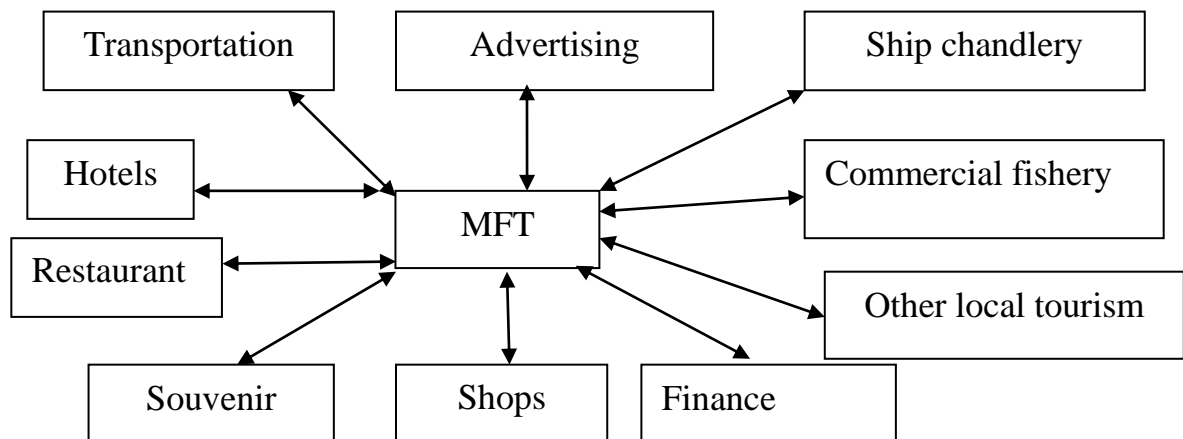 Transportation
Advertising
Ship chandlery
Hotels
Commercial fishery
MFT
Restaurant
Other local tourism
Souvenir
Shops
Finance